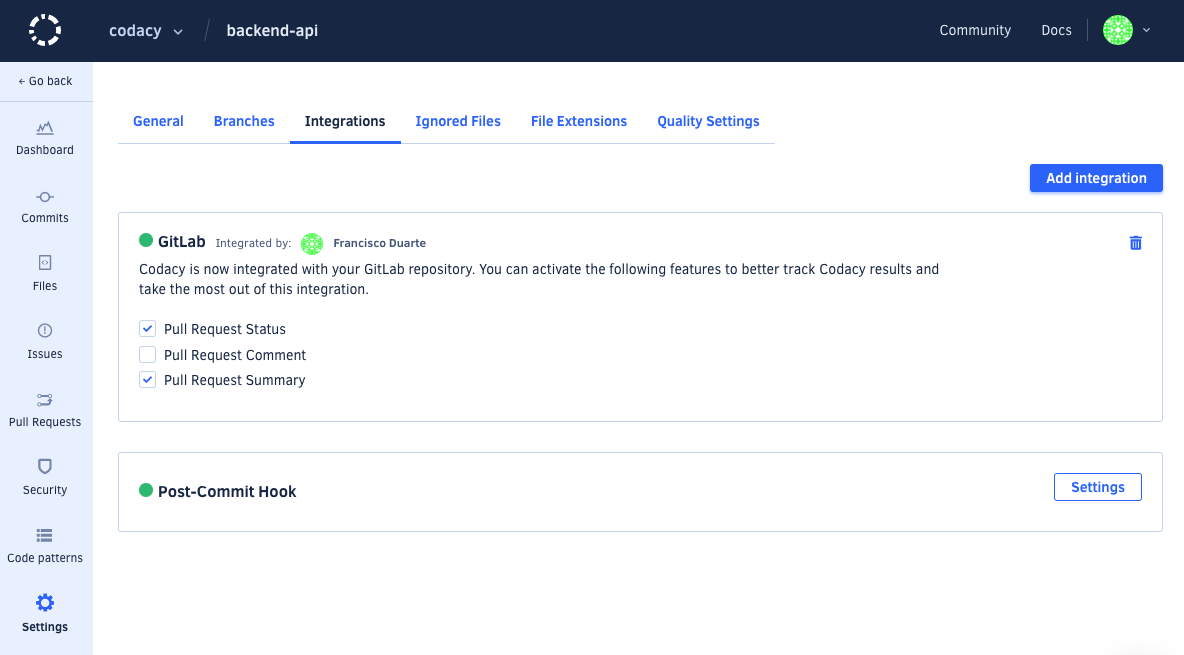 codacy / backend-api
Community
Docs
← Go back
Dashboard
Commits
Files
Issues
Pull Requests
Security
Code patterns
Settings
General
Branches
Integrations
Ignored Files
File Extensions
Quality Settings
Add integration
GitLab Integrated by: Francisco Duarte
Codacy is now integrated with your GitLab repository. You can activate the following features to better track Codacy results and
take the most out of this integration.
Pull Request Status
Pull Request Comment
Pull Request Summary
Post-Commit Hook
Settings